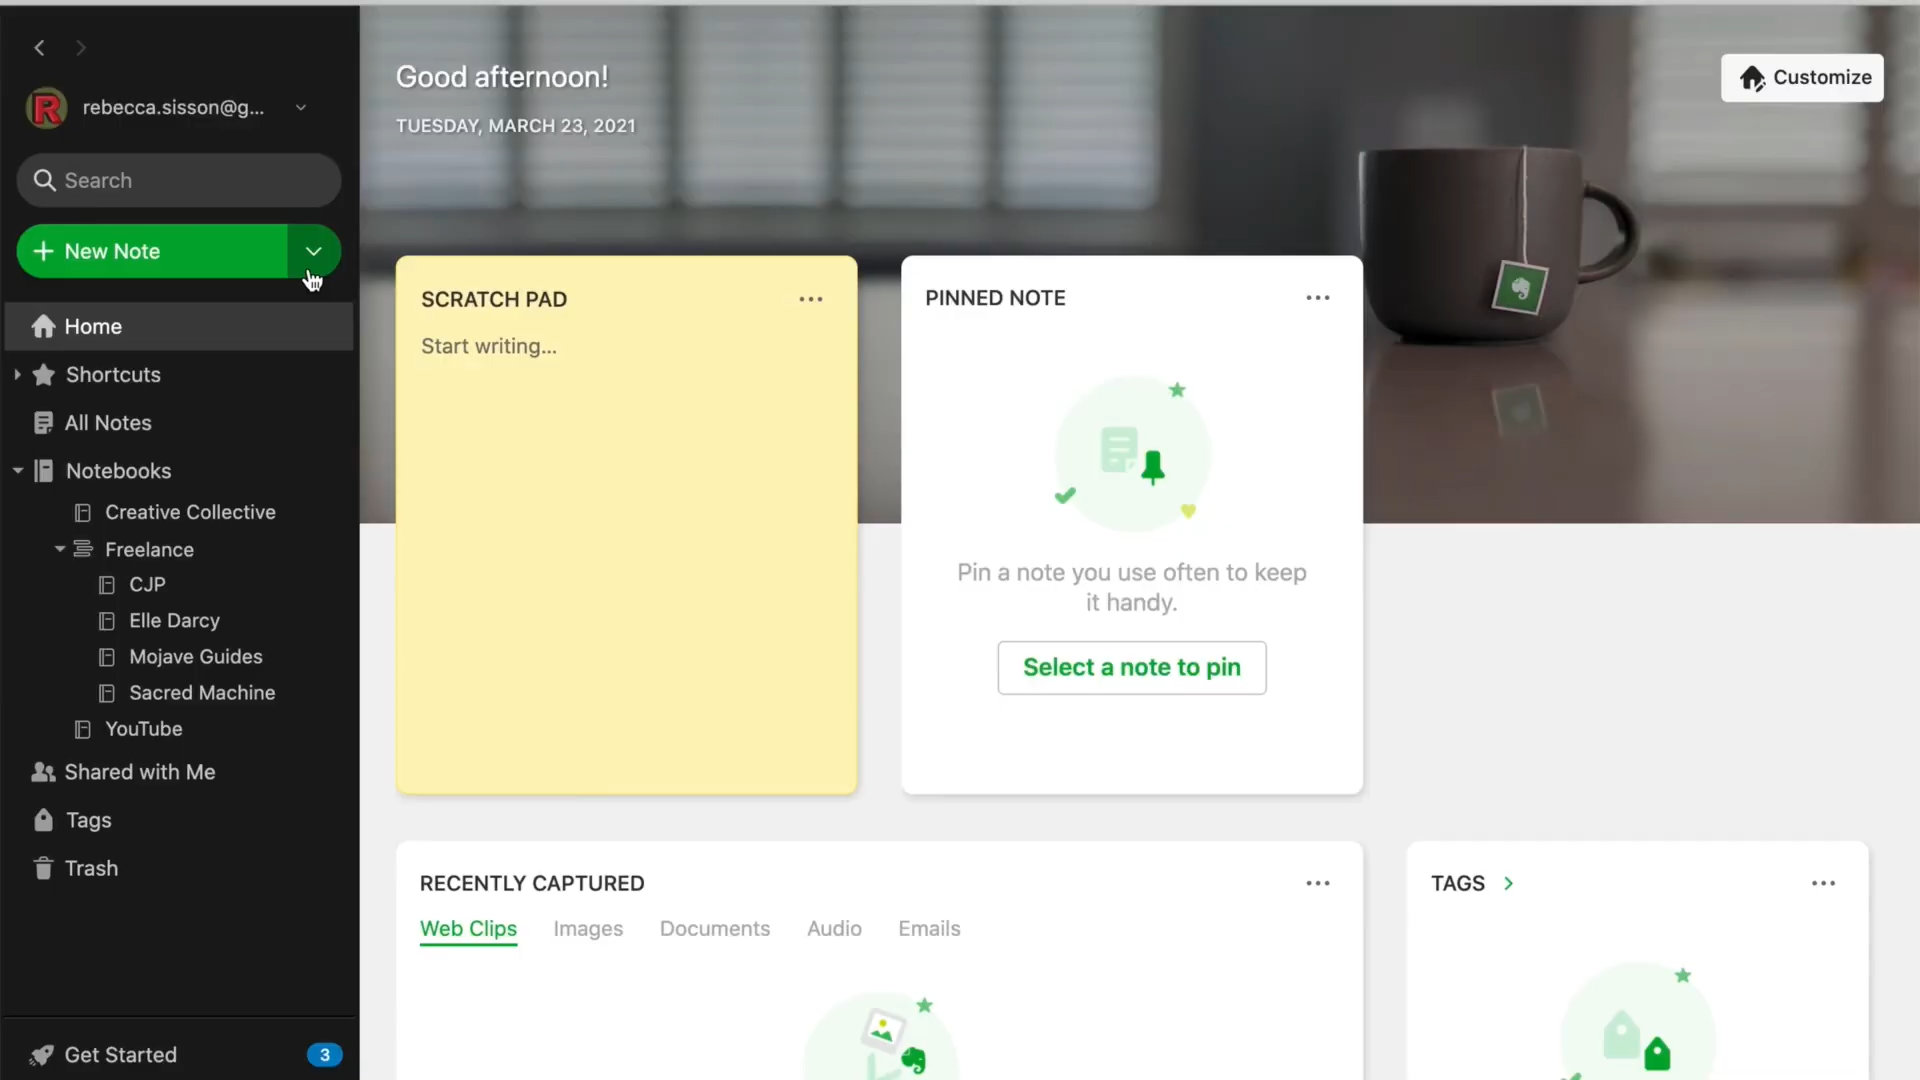 rebecca.sisson@g...
Search
New Note
Home
Shortcuts
All Notes
Notebooks
Creative Collective
Freelance
CJP
Elle Darcy
Mojave Guides
Sacred Machine
YouTube
Shared with Me
Tags
Trash
Get Started
3
Good afternoon!
TUESDAY, MARCH 23, 2021
Customize
SCRATCH PAD
Start writing...
PINNED NOTE
Pin a note you use often to keep
it handy.
Select a note to pin
RECENTLY CAPTURED
Web Clips Images Documents Audio Emails
TAGS